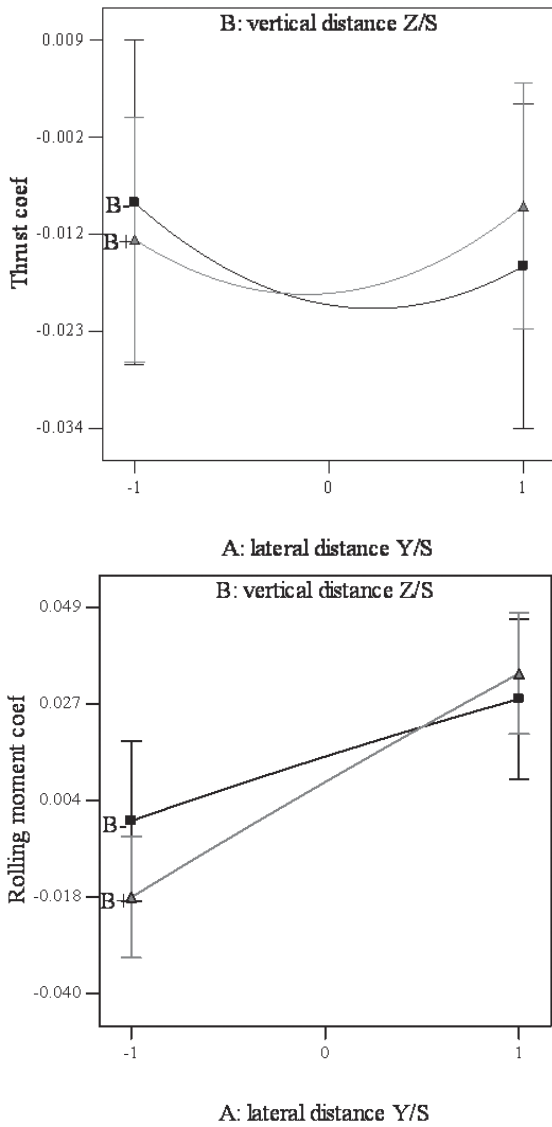 B: vertical distance Z/S
0.009
-0.002
-0.012
-0.023
-0.034
Thrust coef
B-
B+
-1 0 1
A: lateral distance Y/S
B: vertical distance Z/S
0.049
0.027
0.004
-0.018
-0.040
Rolling moment coef
B-
B+
-1 0 1
A: lateral distance Y/S